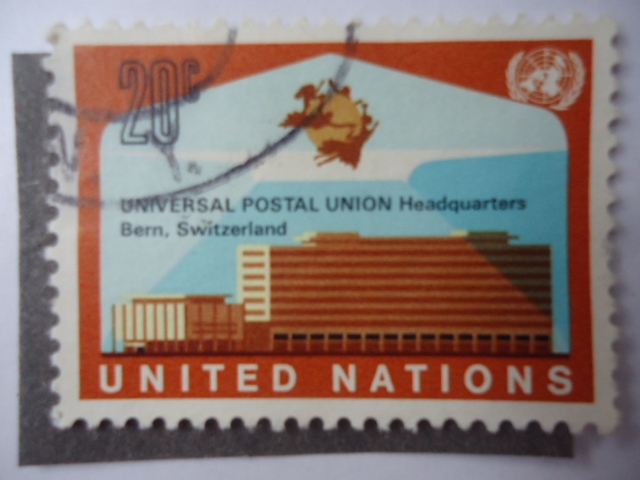 20c
UNIVERSAL POSTAL UNION Headquarters
Bern, Switzerland
UNITED NATIONS